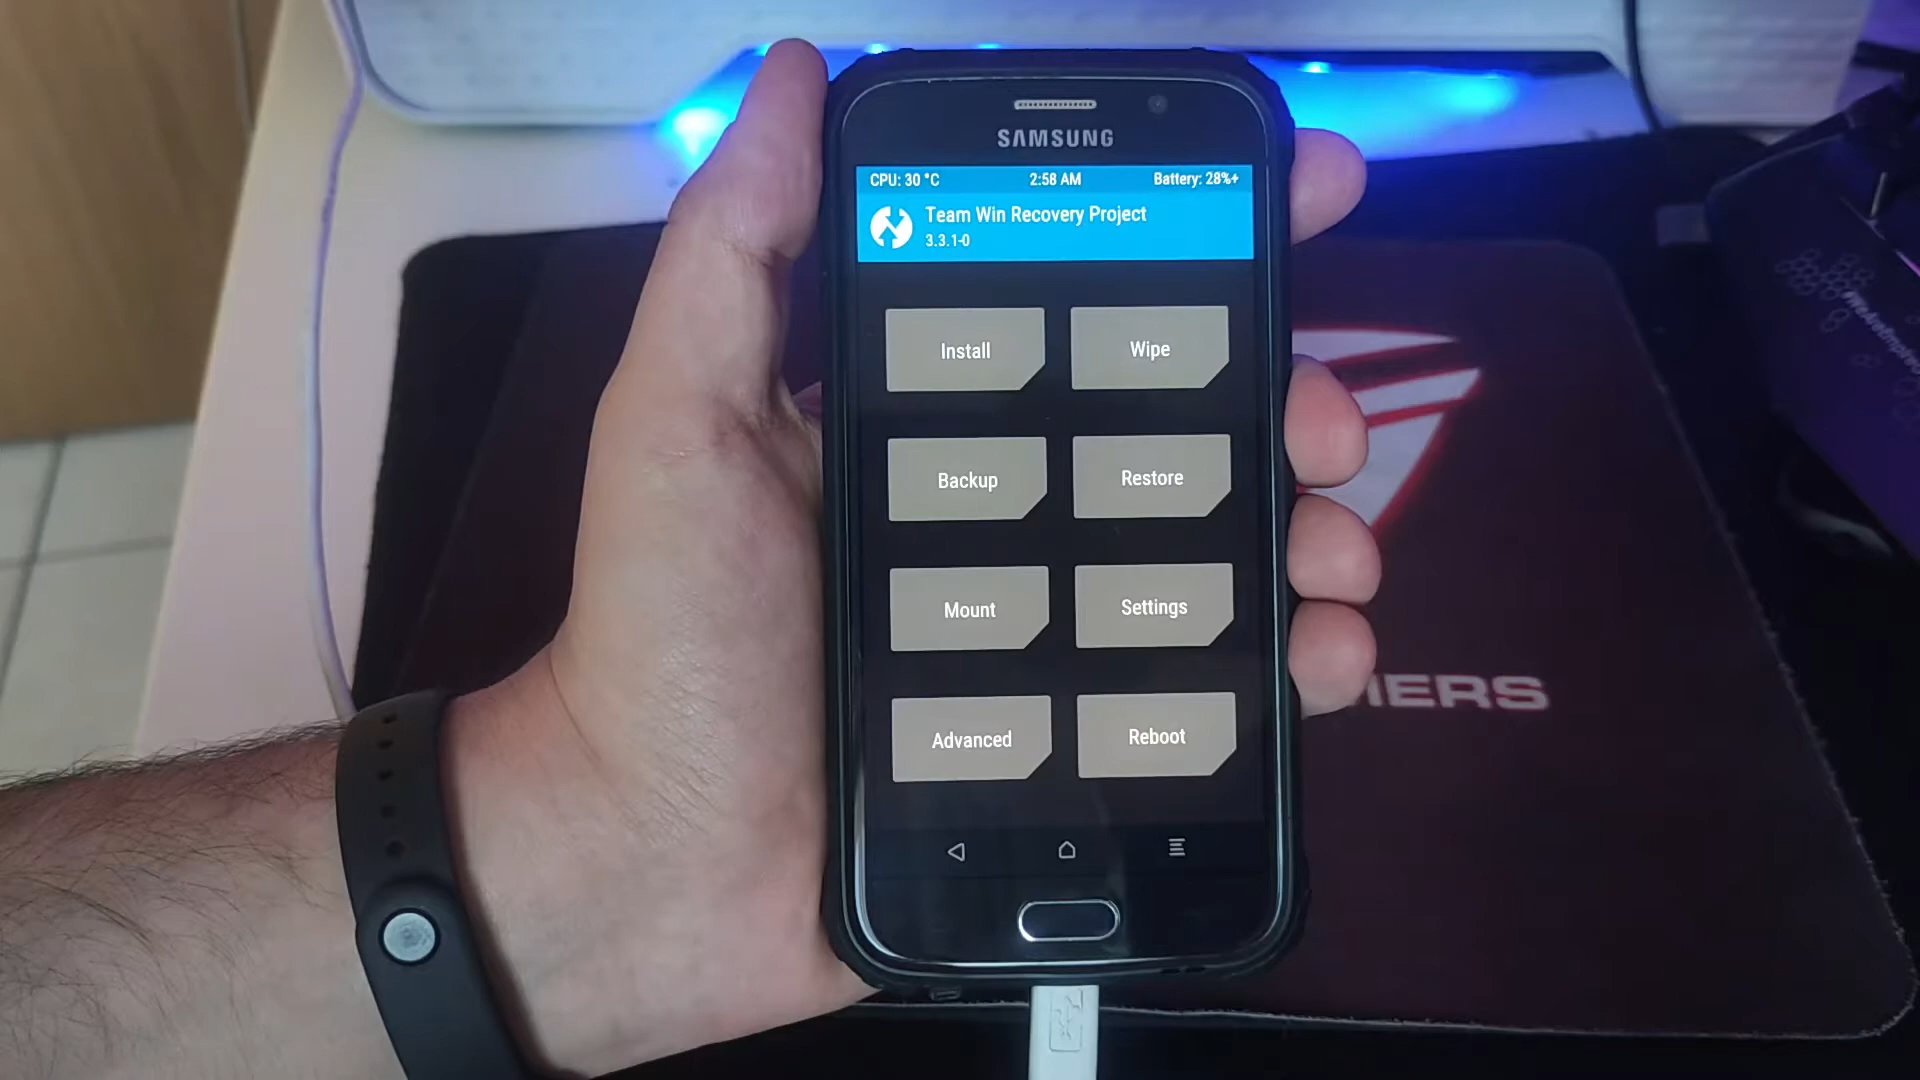 SAMSUNG
CPU: 30 °C 2:58 AM Battery: 28%+
Team Win Recovery Project
3.3.1-0
Install Wipe
Backup Restore
Mount Settings
Advanced Reboot